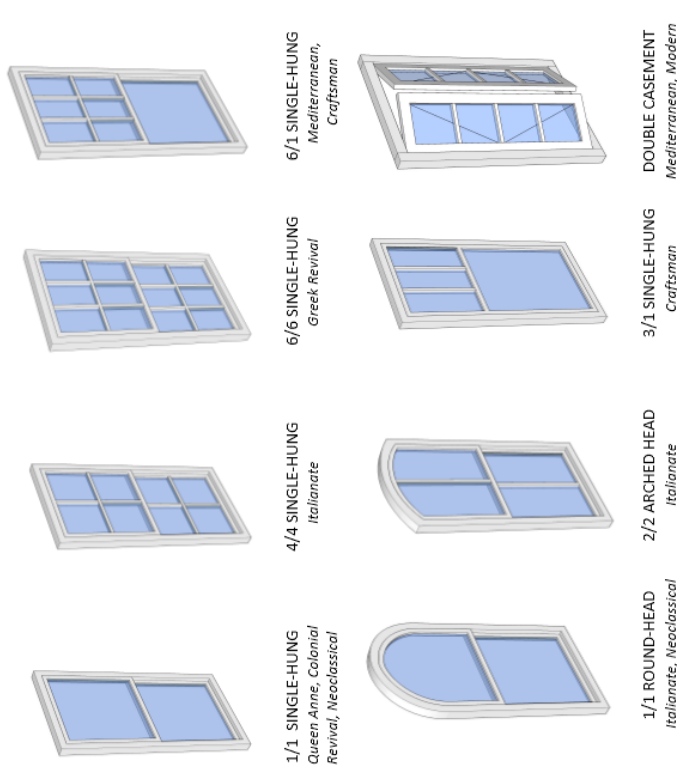 1/1 SINGLE-HUNG
Queen Anne, Colonial
Revival, Neoclassical
4/4 SINGLE-HUNG
Italianate
6/6 SINGLE-HUNG
Greek Revival
6/1 SINGLE-HUNG
Mediterranean,
Craftsman
1/1 ROUND-HEAD
Italianate, Neoclassical
2/2 ARCHED HEAD
Italianate
3/1 SINGLE-HUNG
Craftsman
DOUBLE CASEMENT
Mediterranean, Modern